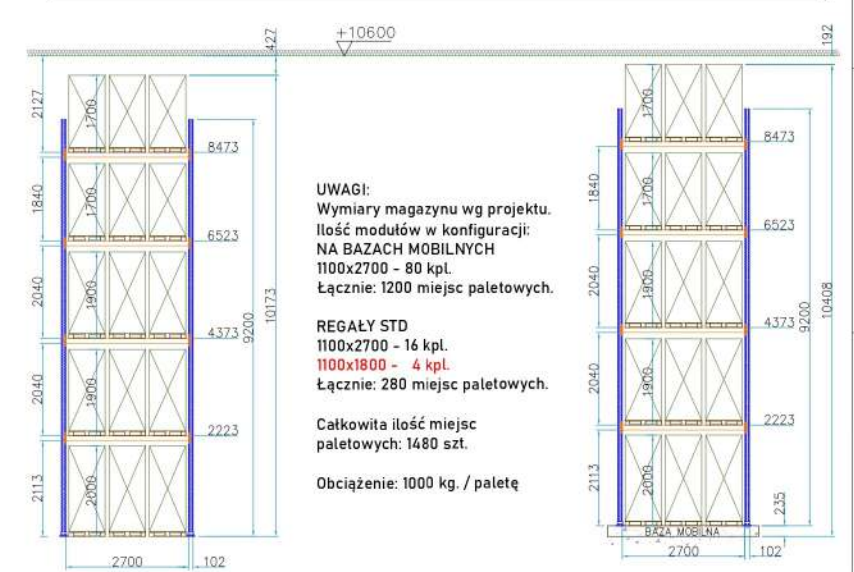 427
+10600
192
2127
1700
8473
1840
1700
6523
2040
1900
4373
9200
10173
2040
1900
2223
2113
2000
2700
102
UWAGI:
Wymiary magazynu wg projektu.
Ilość modułów w konfiguracji:
NA BAZACH MOBILNYCH
1100x2700 - 80 kpl.
Łącznie: 1200 miejsc paletowych.
REGAŁY STD
1100x2700 - 16 kpl.
1100x1800 - 4 kpl.
Łącznie: 280 miejsc paletowych.
Całkowita ilość miejsc
paletowych: 1480 szt.
Obciążenie: 1000 kg. / paletę
1700
8473
1840
1700
6523
2040
1900
4373
9200
10408
2040
1900
2223
2113
2000
235
BAZA MOBILNA
2700
102